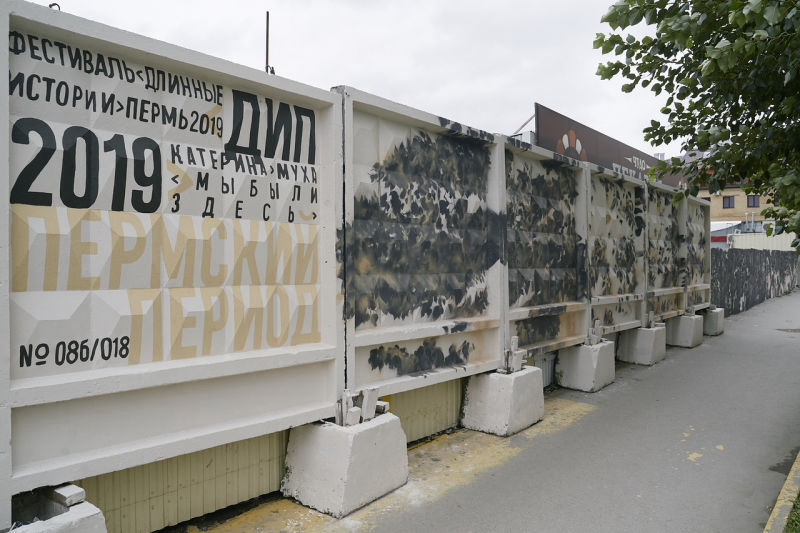 ФЕСТИВАЛЬ<ДЛИННЫЕ
ИСТОРИИ>ПЕРМЬ2019
ДИП
2019
КАТЕРИНА>МУХА
<МЫ БЫЛИ
ЗДЕСЬ>
ПЕРМСКИЙ
ПЕРИОД
№ 086/018